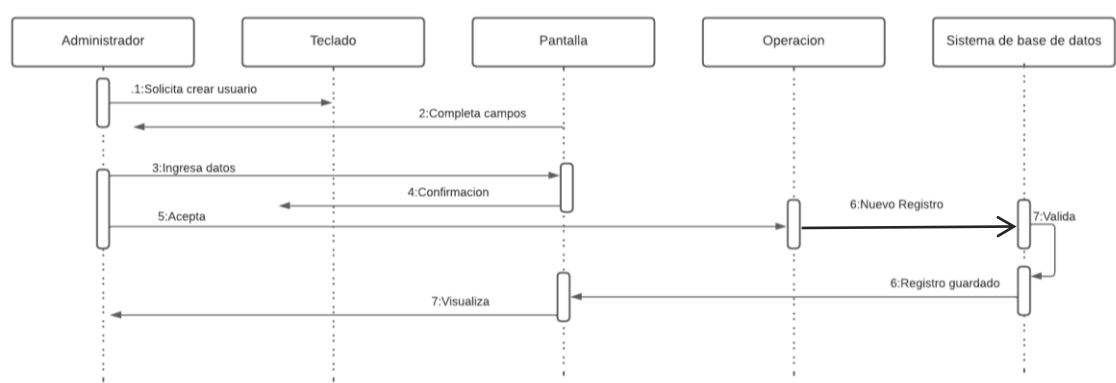 Administrador
Teclado
Pantalla
Operacion
Sistema de base de datos
.1:Solicita crear usuario
2:Completa campos
3:Ingresa datos
4:Confirmacion
5:Acepta
6:Nuevo Registro
7:Valida
6:Registro guardado
7:Visualiza